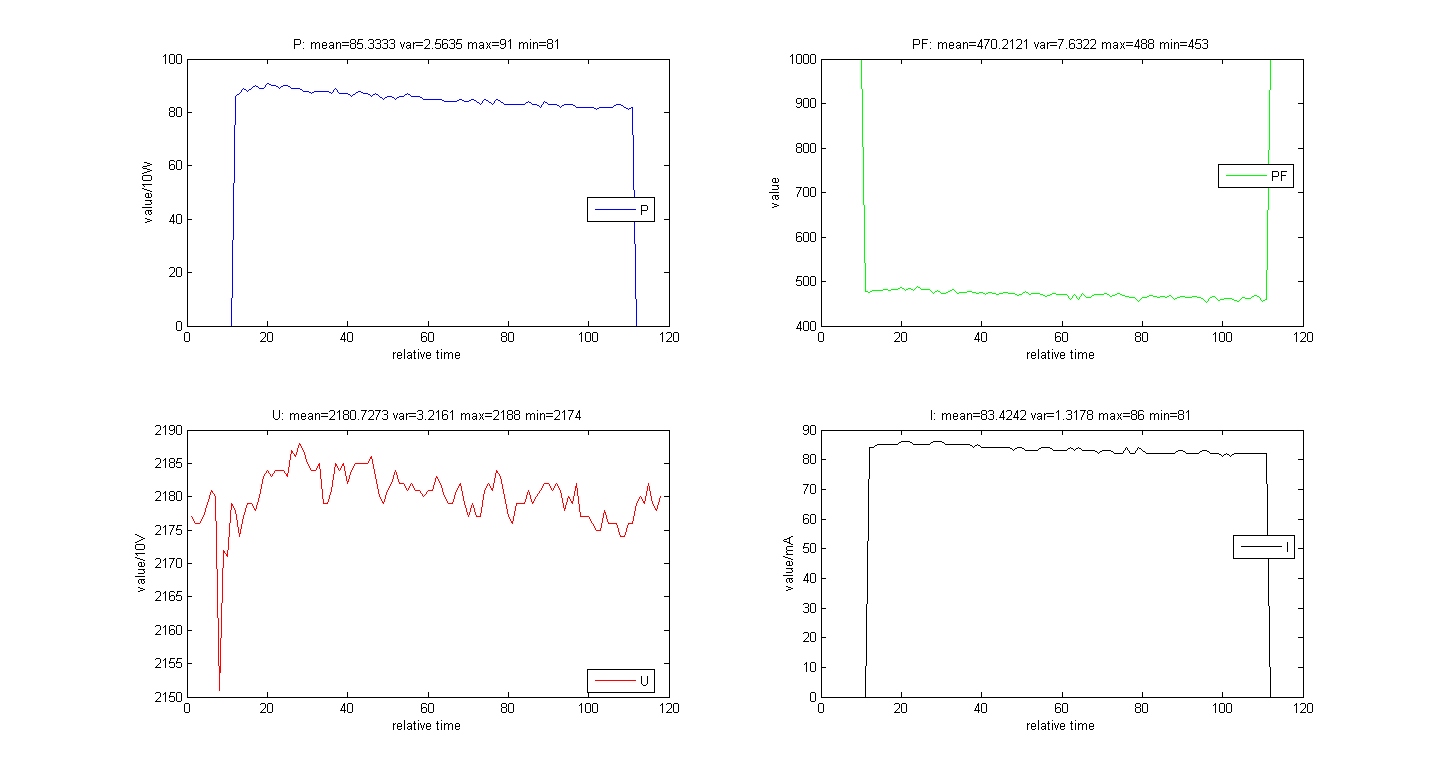 P: mean=85.3333 var=2.5635 max=91 min=81
100
80
60
40
20
0
value/10W
P
0 20 40 60 80 100 120
relative time
PF: mean=470.2121 var=7.6322 max=488 min=453
1000
900
800
700
600
500
400
value
PF
0 20 40 60 80 100 120
relative time
U: mean=2180.7273 var=3.2161 max=2188 min=2174
2190
2185
2180
2175
2170
2165
2160
2155
2150
value/10V
U
0 20 40 60 80 100 120
relative time
I: mean=83.4242 var=1.3178 max=86 min=81
90
80
70
60
50
40
30
20
10
0
value/mA
I
0 20 40 60 80 100 120
relative time